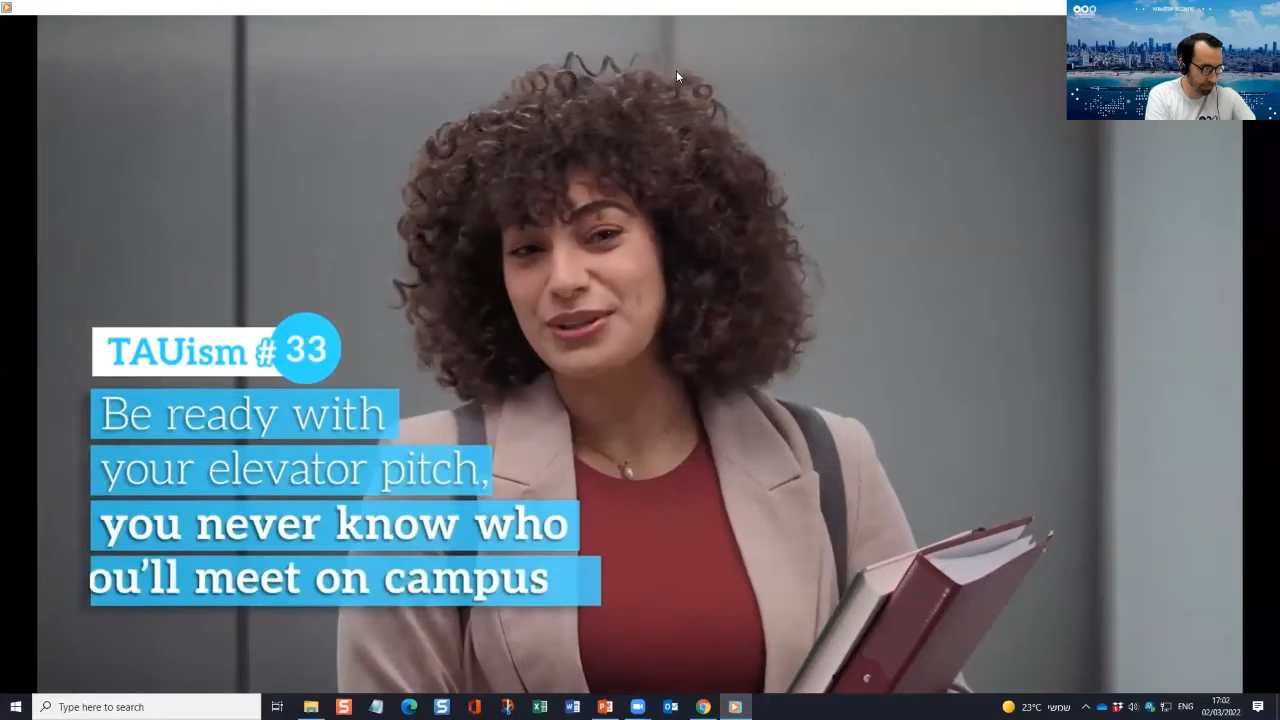 TAUism # 33
Be ready with
your elevator pitch,
you never know who
ou'll meet on campus
Type here to search
23°C שמשי
ENG
17:02
02/03/2022